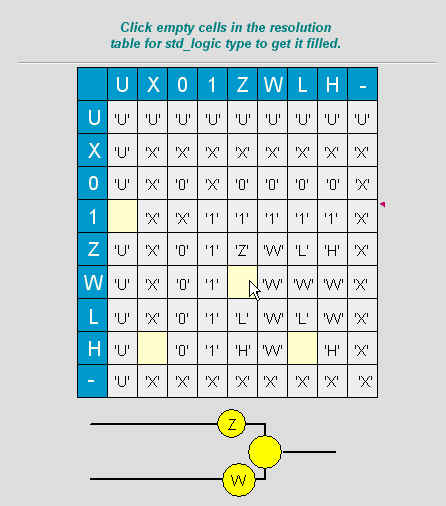 Click empty cells in the resolution
table for std_logic type to get it filled.
U X 0 1 Z W L H -
U 'U' 'U' 'U' 'U' 'U' 'U' 'U' 'U' 'U'
X 'U' 'X' 'X' 'X' 'X' 'X' 'X' 'X' 'X'
0 'U' 'X' '0' 'X' '0' '0' '0' '0' 'X'
1 'X' 'X' '1' '1' '1' '1' '1' 'X'
Z 'U' 'X' '0' '1' 'Z' 'W' 'L' 'H' 'X'
W 'U' 'X' '0' '1' 'W' 'W' 'W' 'X'
L 'U' 'X' '0' '1' 'L' 'W' 'L' 'W' 'X'
H 'U' '0' '1' 'H' 'W' 'H' 'X'
- 'U' 'X' 'X' 'X' 'X' 'X' 'X' 'X' 'X'
Z
W